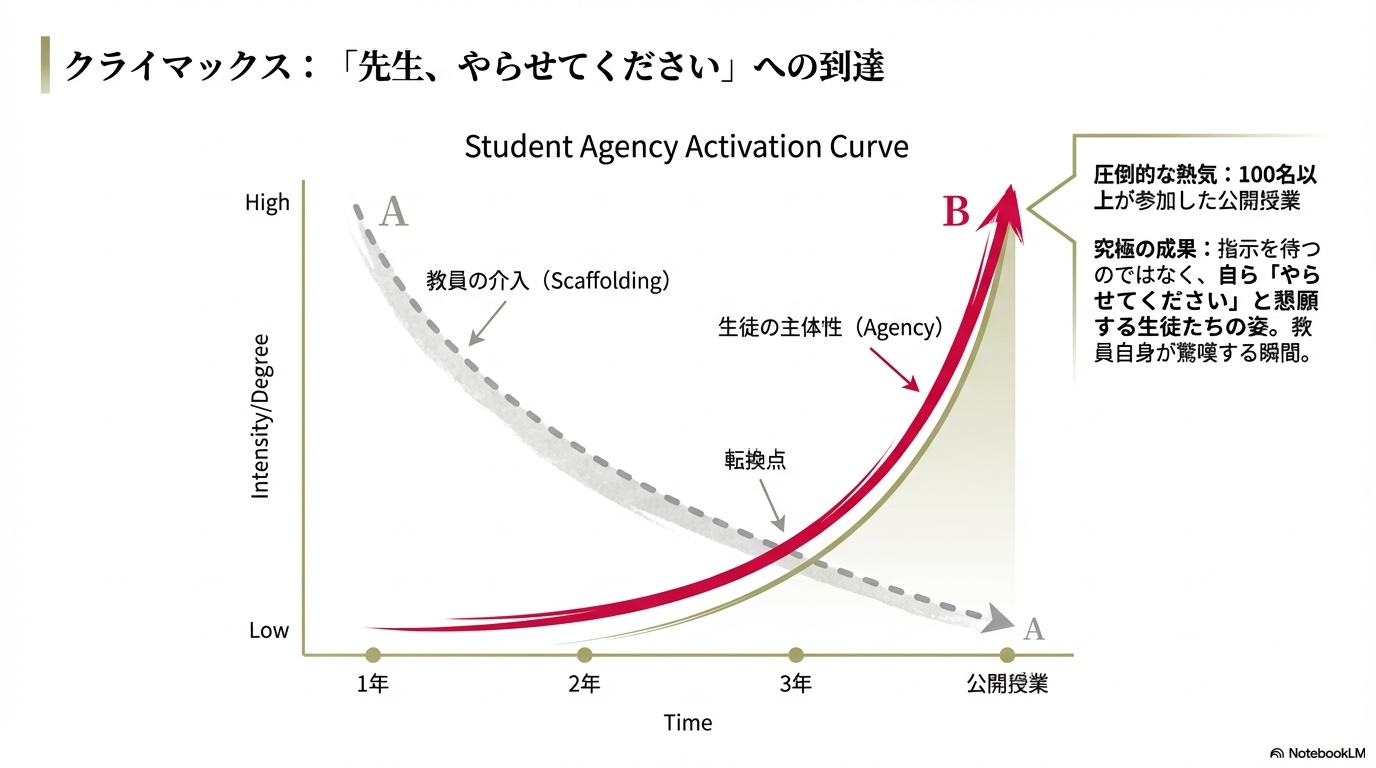 クライマックス：「先生、やらせてください」への到達
Student Agency Activation Curve
High
A
教員の介入（Scaffolding）
B
生徒の主体性（Agency）
転換点
Intensity/Degree
Low
A
1年
2年
3年
公開授業
Time
圧倒的な熱気：100名以
上が参加した公開授業
究極の成果：指示を待つ
のではなく、自ら「やら
せてください」と懇願
する生徒たちの姿。教
員自身が驚嘆する瞬間。
NotebookLM